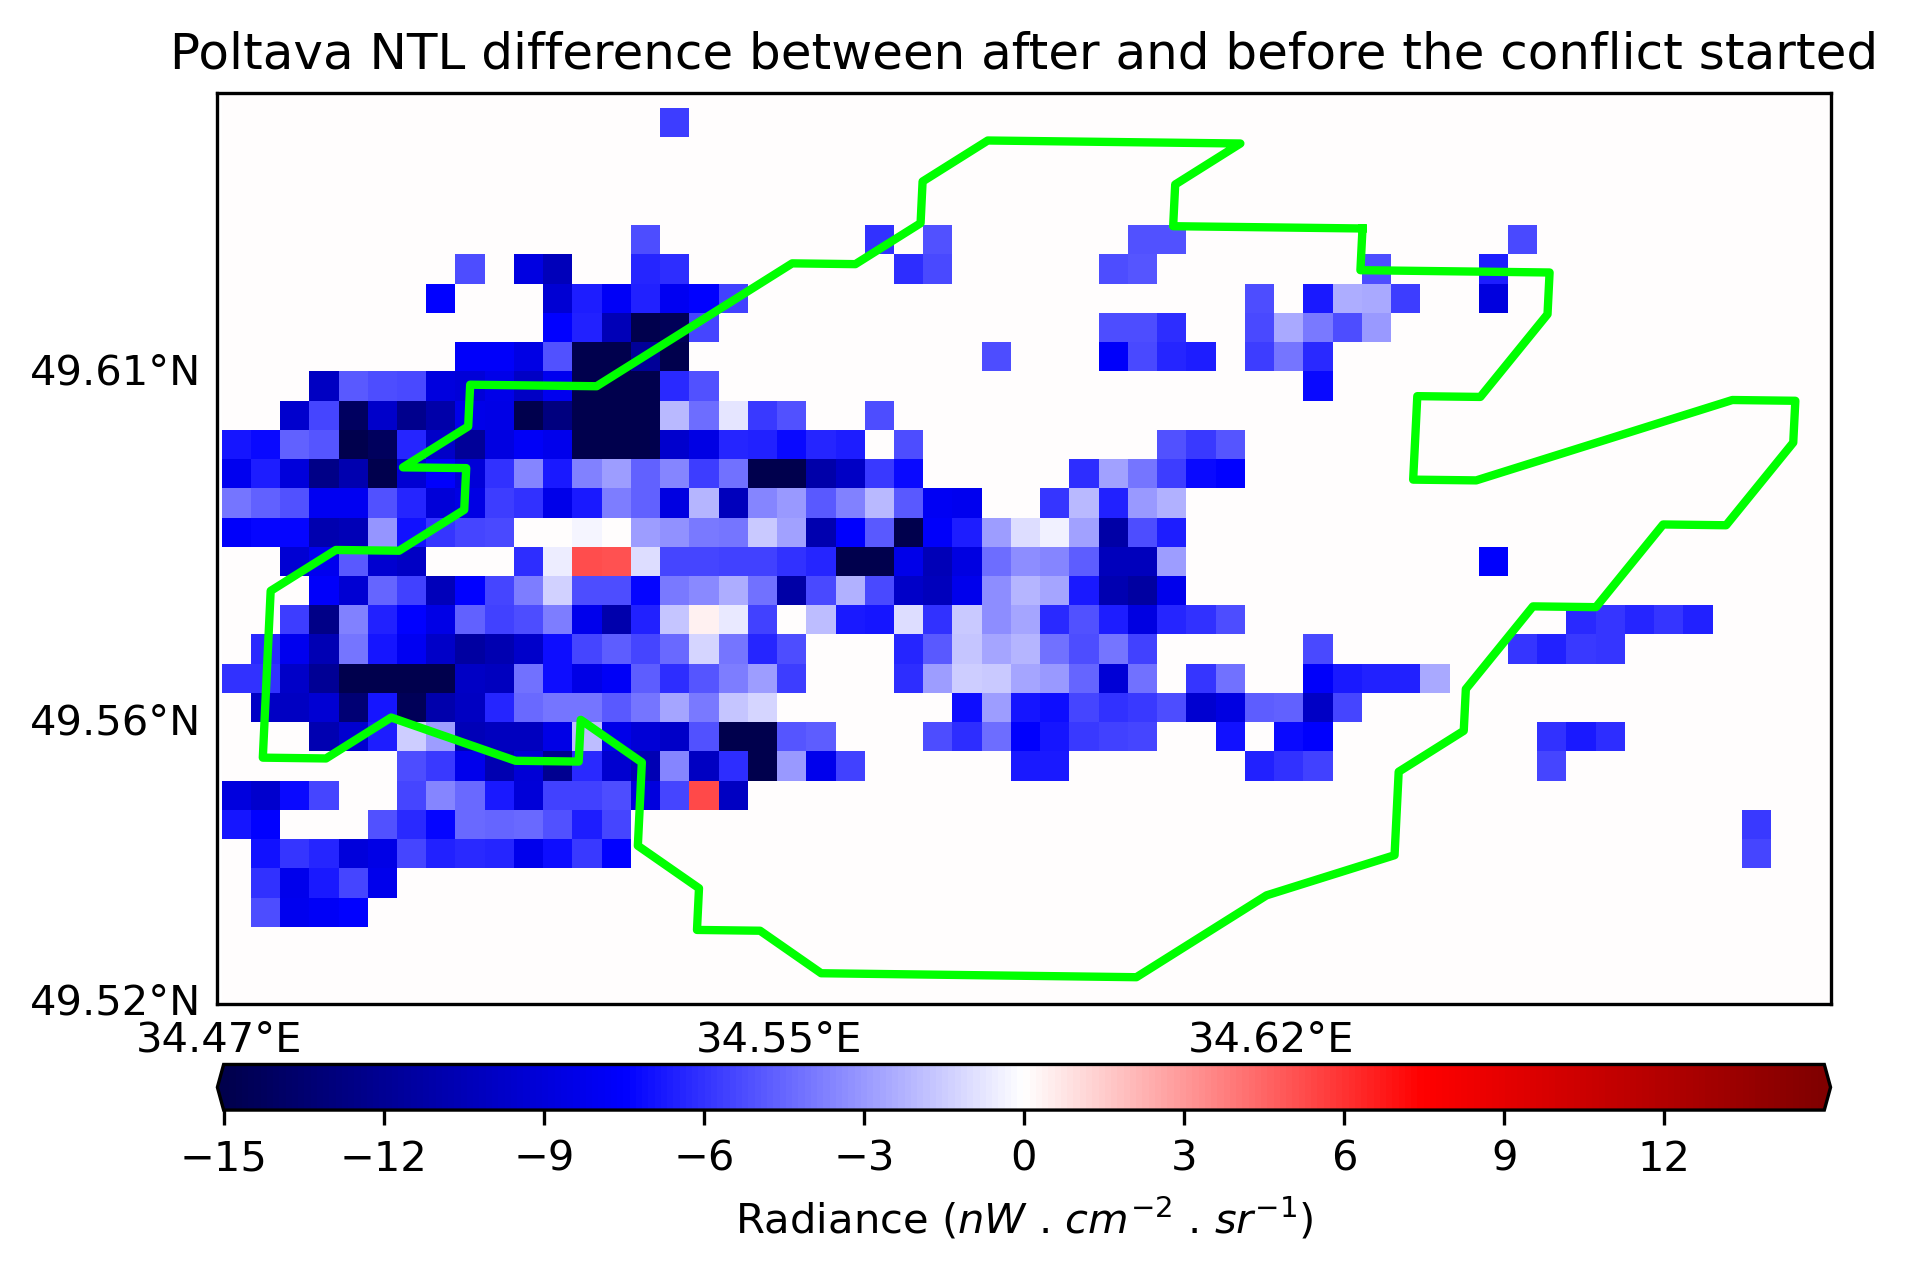 Poltava NTL difference between after and before the conflict started
49.61°N
49.56°N
49.52°N
34.47°E 34.55°E 34.62°E
−15 −12 −9 −6 −3 0 3 6 9 12
Radiance (nW . cm⁻² . sr⁻¹)